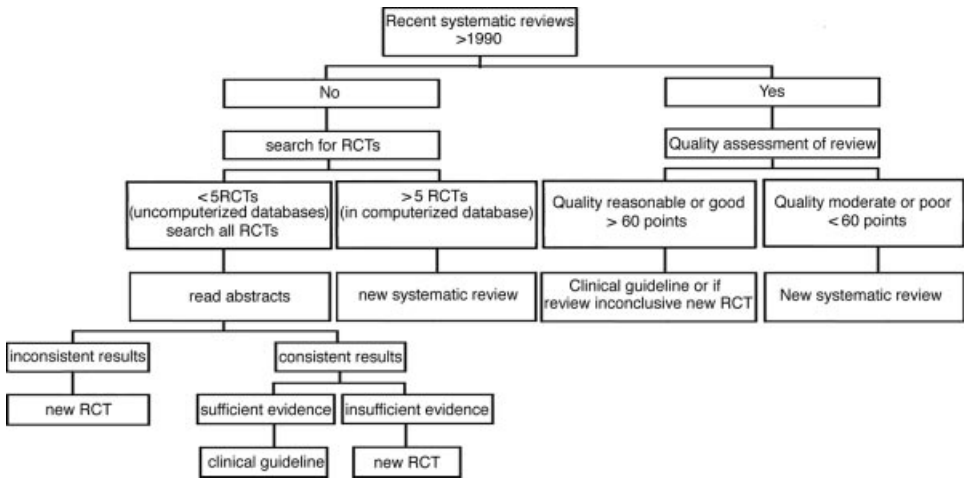 Recent systematic reviews
>1990
No
Yes
search for RCTs
Quality assessment of review
<5RCTs
(uncomputerized databases)
search all RCTs
>5 RCTs
(in computerized database)
Quality reasonable or good
> 60 points
Quality moderate or poor
<60 points
read abstracts
new systematic review
Clinical guideline or if
review inconclusive new RCT
New systematic review
inconsistent results
consistent results
new RCT
sufficient evidence
insufficient evidence
clinical guideline
new RCT